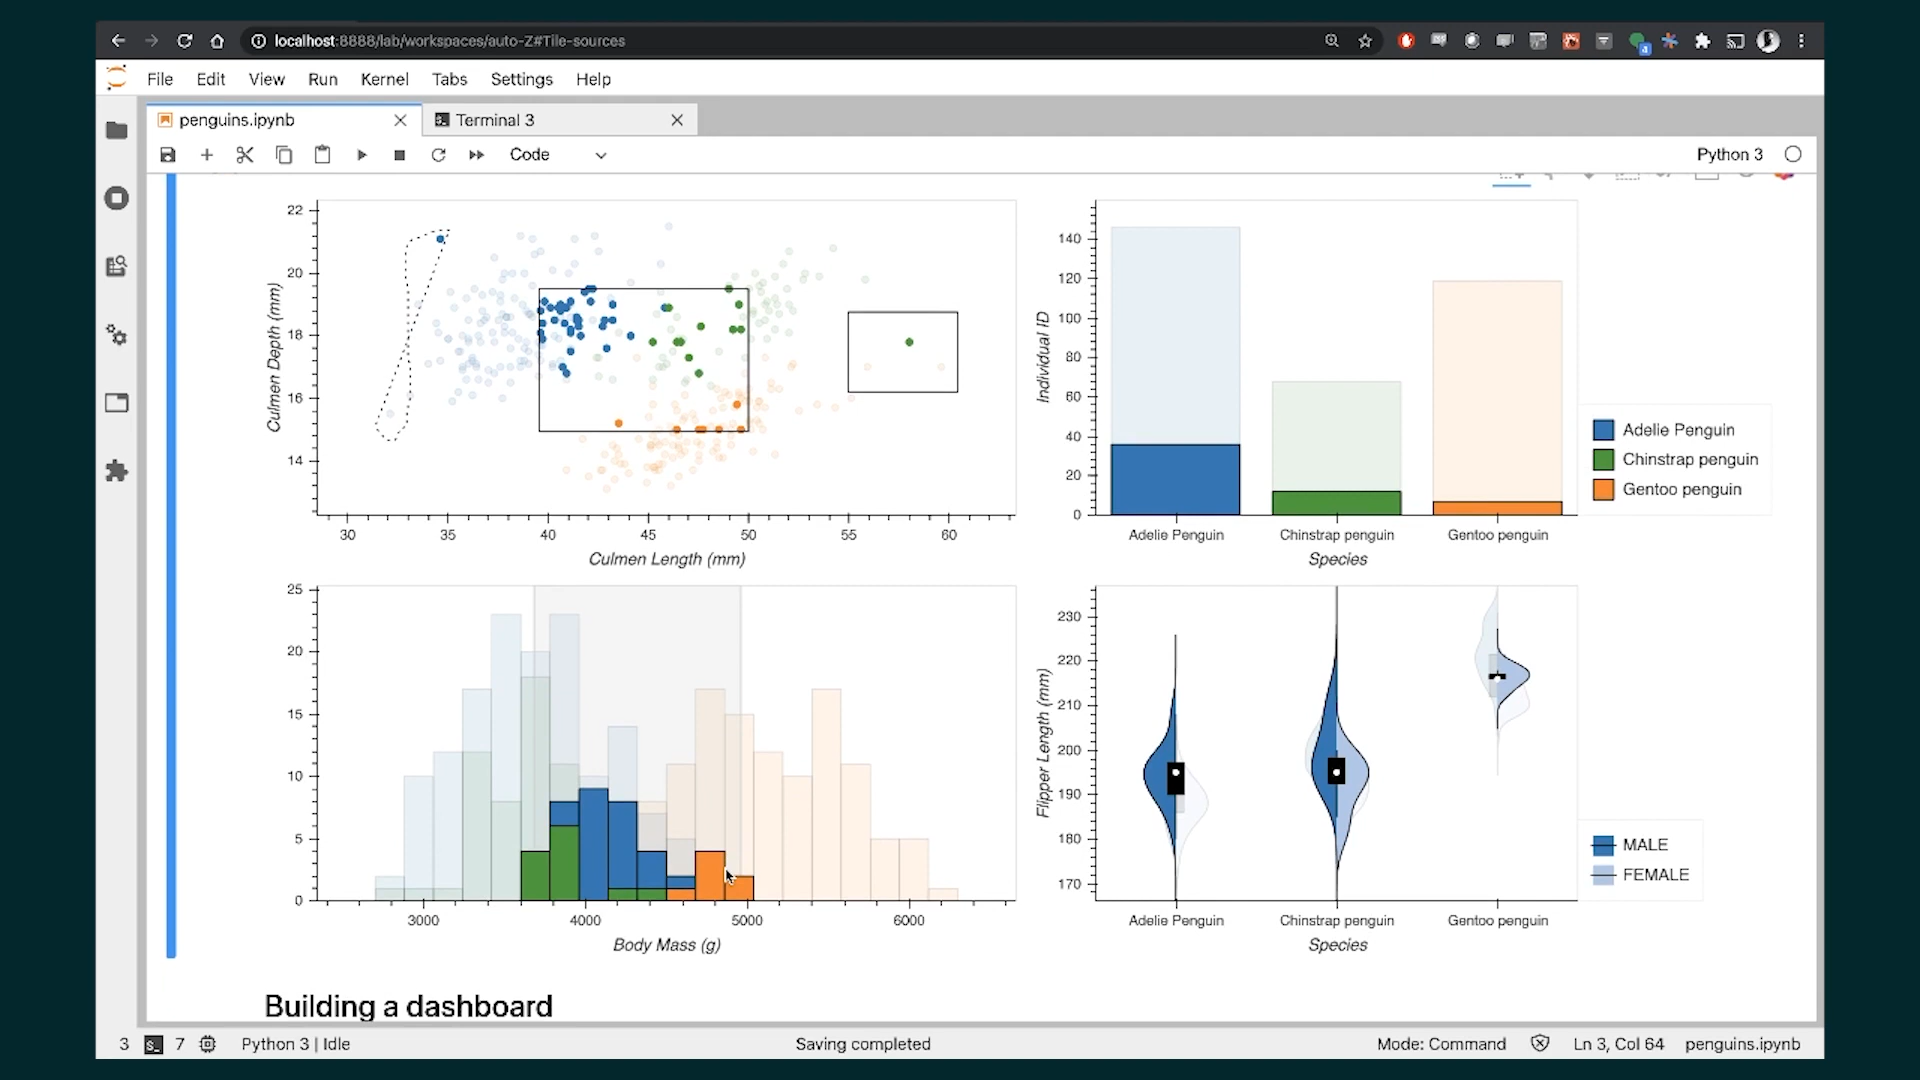 localhost:8888/lab/workspaces/auto-Z#Tile-sources
File Edit View Run Kernel Tabs Settings Help
penguins.ipynb
Terminal 3
Code
Python 3
22
20
18
16
14
Culmen Depth (mm)
30 35 40 45 50 55 60
Culmen Length (mm)
140
120
100
80
60
40
20
0
Individual ID
Adelie Penguin Chinstrap penguin Gentoo penguin
Species
Adelie Penguin
Chinstrap penguin
Gentoo penguin
25
20
15
10
5
0
3000 4000 5000 6000
Body Mass (g)
230
220
210
200
190
180
170
Flipper Length (mm)
Adelie Penguin Chinstrap penguin Gentoo penguin
Species
MALE
FEMALE
Building a dashboard
3 7 Python 3 | Idle Saving completed Mode: Command Ln 3, Col 64 penguins.ipynb